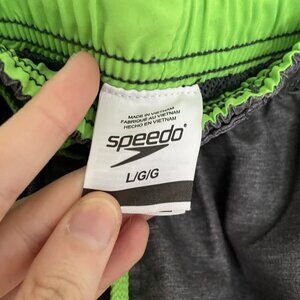 MADE IN VIETNAM
FABRIQUÉ AU VIETNAM
HECHO EN VIETNAM
speedo
L/G/G